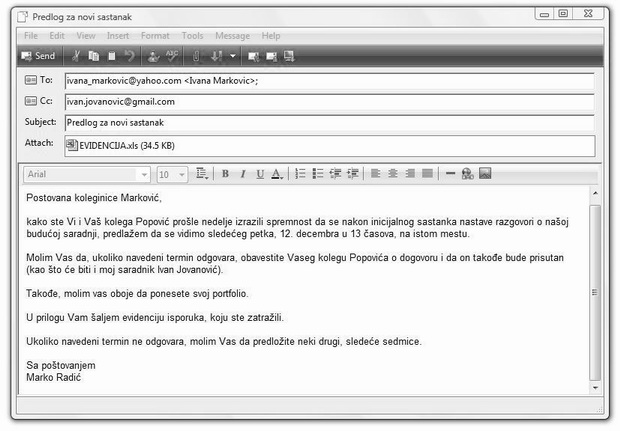 Predlog za novi sastanak
File Edit View Insert Format Tools Message Help
Send
To: ivana_markovic@yahoo.com <Ivana Markovic>;
Cc: ivan.jovanovic@gmail.com
Subject: Predlog za novi sastanak
Attach: EVIDENCIJA.xls (34.5 KB)
Arial 10 B I U A
Postovana koleginice Marković,
kako ste Vi i Vaš kolega Popović prošle nedelje izrazili spremnost da se nakon inicijalnog sastanka nastave razgovori o našoj
budućoj saradnji, predlažem da se vidimo sledećeg petka, 12. decembra u 13 časova, na istom mestu.
Molim Vas da, ukoliko navedeni termin odgovara, obavestite Vaseg kolegu Popovića o dogovoru i da on takođe bude prisutan
(kao što će biti i moj saradnik Ivan Jovanović).
Takođe, molim vas oboje da ponesete svoj portfolio.
U prilogu Vam šaljem evidenciju isporuka, koju ste zatražili.
Ukoliko navedeni termin ne odgovara, molim Vas da predložite neki drugi, sledeće sedmice.
Sa poštovanjem
Marko Radić